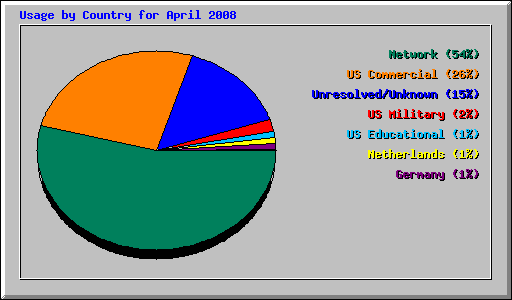 Usage by Country for April 2008
Network (54%)
US Commercial (26%)
Unresolved/Unknown (15%)
US Military (2%)
US Educational (1%)
Netherlands (1%)
Germany (1%)